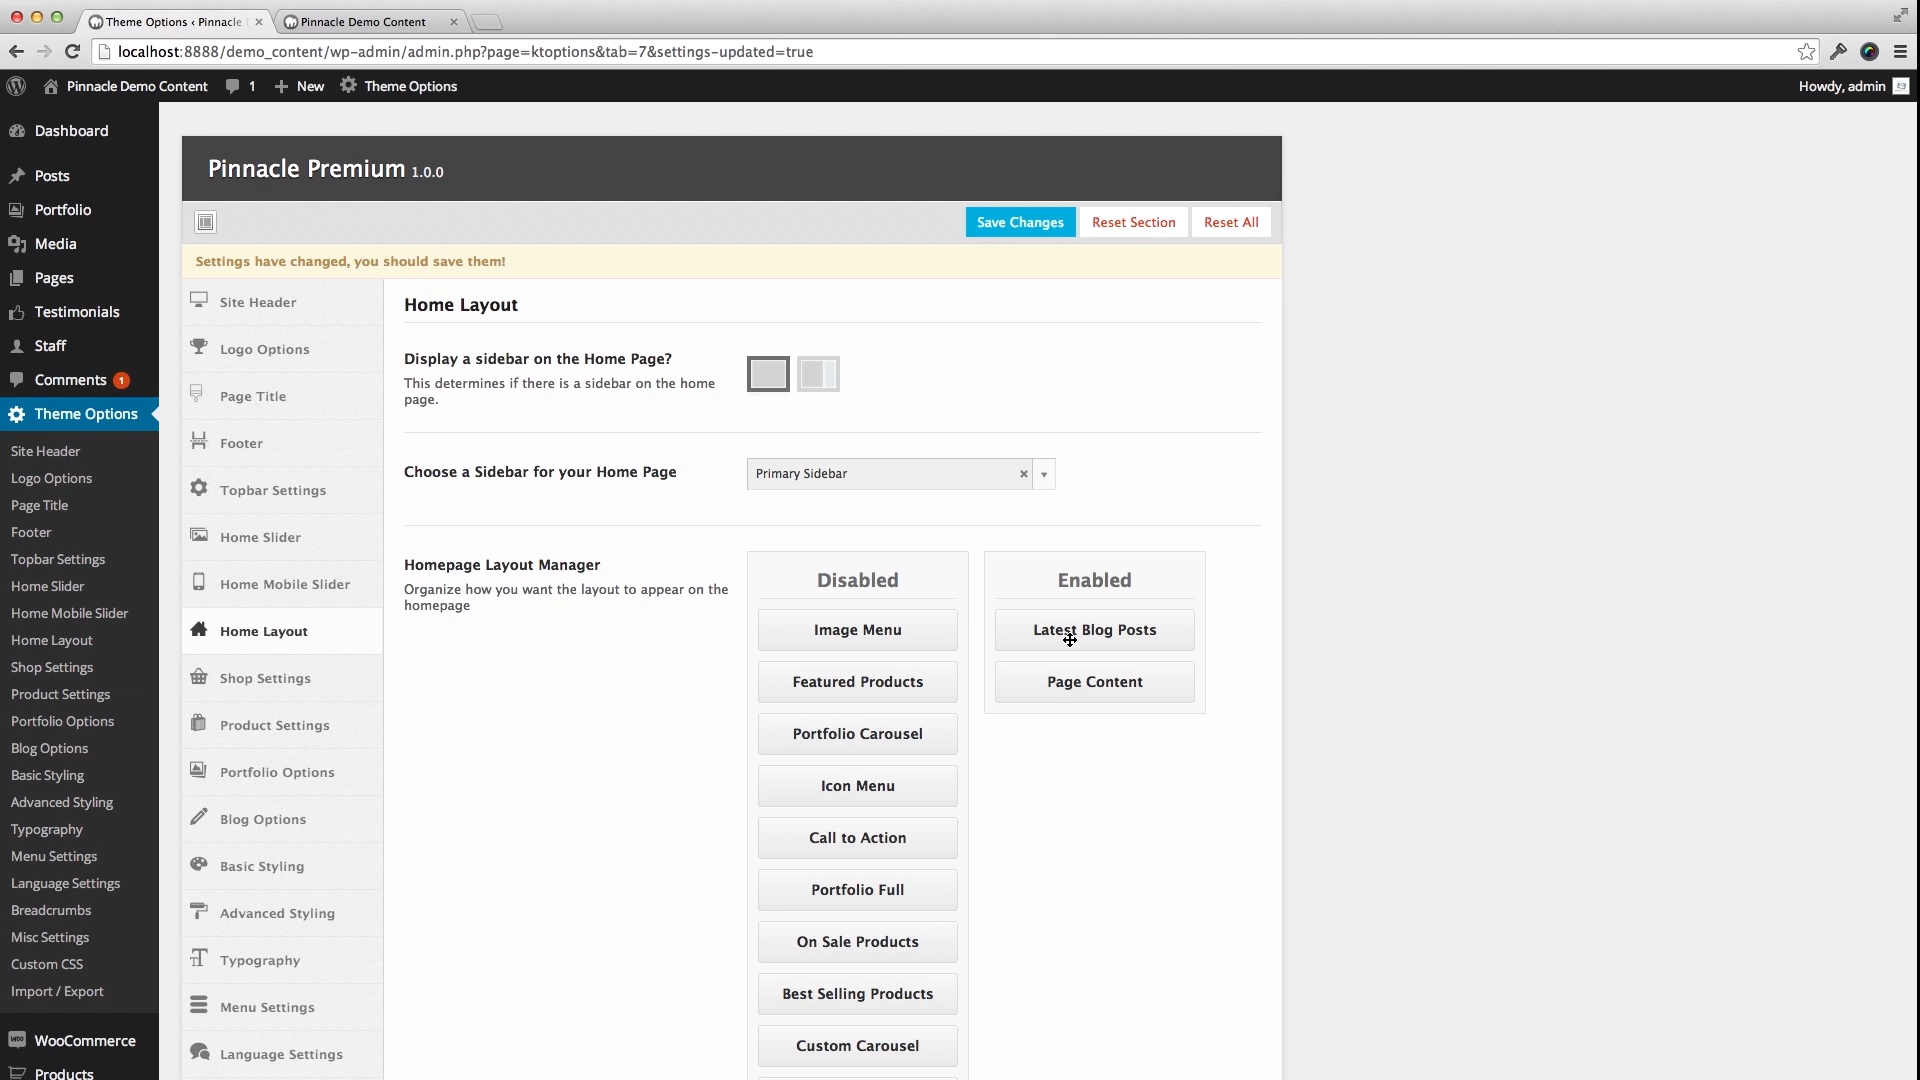 Theme Options ‹ Pinnacle
Pinnacle Demo Content
localhost:8888/demo_content/wp-admin/admin.php?page=ktoptions&tab=7&settings-updated=true
Pinnacle Demo Content
1
New
Theme Options
Howdy, admin
Dashboard
Posts
Portfolio
Media
Pages
Testimonials
Staff
Comments 1
Theme Options
Site Header
Logo Options
Page Title
Footer
Topbar Settings
Home Slider
Home Mobile Slider
Home Layout
Shop Settings
Product Settings
Portfolio Options
Blog Options
Basic Styling
Advanced Styling
Typography
Menu Settings
Language Settings
Breadcrumbs
Misc Settings
Custom CSS
Import / Export
WooCommerce
Products
Pinnacle Premium 1.0.0
Save Changes
Reset Section
Reset All
Settings have changed, you should save them!
Site Header
Logo Options
Page Title
Footer
Topbar Settings
Home Slider
Home Mobile Slider
Home Layout
Shop Settings
Product Settings
Portfolio Options
Blog Options
Basic Styling
Advanced Styling
Typography
Menu Settings
Language Settings
Home Layout
Display a sidebar on the Home Page?
This determines if there is a sidebar on the home
page.
Choose a Sidebar for your Home Page
Primary Sidebar
Homepage Layout Manager
Organize how you want the layout to appear on the
homepage
Disabled
Image Menu
Featured Products
Portfolio Carousel
Icon Menu
Call to Action
Portfolio Full
On Sale Products
Best Selling Products
Custom Carousel
Enabled
Latest Blog Posts
Page Content